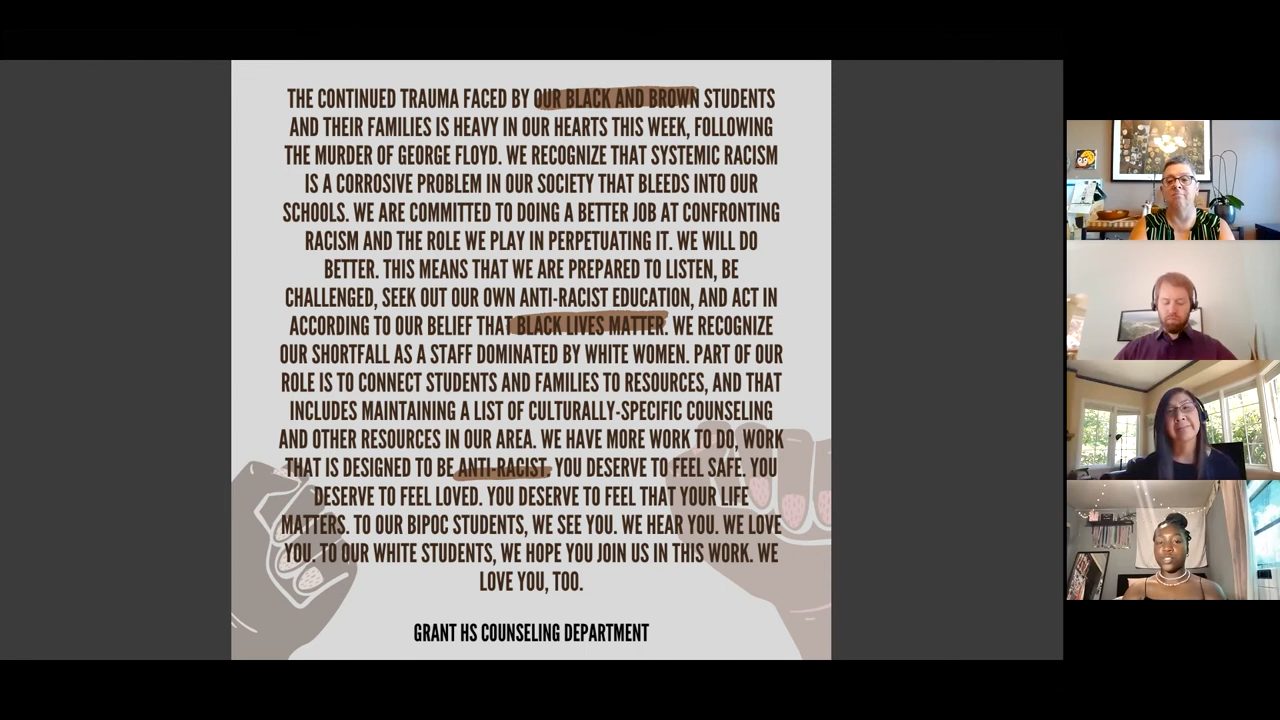 THE CONTINUED TRAUMA FACED BY OUR BLACK AND BROWN STUDENTS
AND THEIR FAMILIES IS HEAVY IN OUR HEARTS THIS WEEK, FOLLOWING
THE MURDER OF GEORGE FLOYD. WE RECOGNIZE THAT SYSTEMIC RACISM
IS A CORROSIVE PROBLEM IN OUR SOCIETY THAT BLEEDS INTO OUR
SCHOOLS. WE ARE COMMITTED TO DOING A BETTER JOB AT CONFRONTING
RACISM AND THE ROLE WE PLAY IN PERPETUATING IT. WE WILL DO
BETTER. THIS MEANS THAT WE ARE PREPARED TO LISTEN, BE
CHALLENGED, SEEK OUT OUR OWN ANTI-RACIST EDUCATION, AND ACT IN
ACCORDING TO OUR BELIEF THAT BLACK LIVES MATTER. WE RECOGNIZE
OUR SHORTFALL AS A STAFF DOMINATED BY WHITE WOMEN. PART OF OUR
ROLE IS TO CONNECT STUDENTS AND FAMILIES TO RESOURCES, AND THAT
INCLUDES MAINTAINING A LIST OF CULTURALLY-SPECIFIC COUNSELING
AND OTHER RESOURCES IN OUR AREA. WE HAVE MORE WORK TO DO, WORK
THAT IS DESIGNED TO BE ANTI-RACIST. YOU DESERVE TO FEEL SAFE. YOU
DESERVE TO FEEL LOVED. YOU DESERVE TO FEEL THAT YOUR LIFE
MATTERS. TO OUR BIPOC STUDENTS, WE SEE YOU. WE HEAR YOU. WE LOVE
YOU. TO OUR WHITE STUDENTS, WE HOPE YOU JOIN US IN THIS WORK. WE
LOVE YOU, TOO.
GRANT HS COUNSELING DEPARTMENT